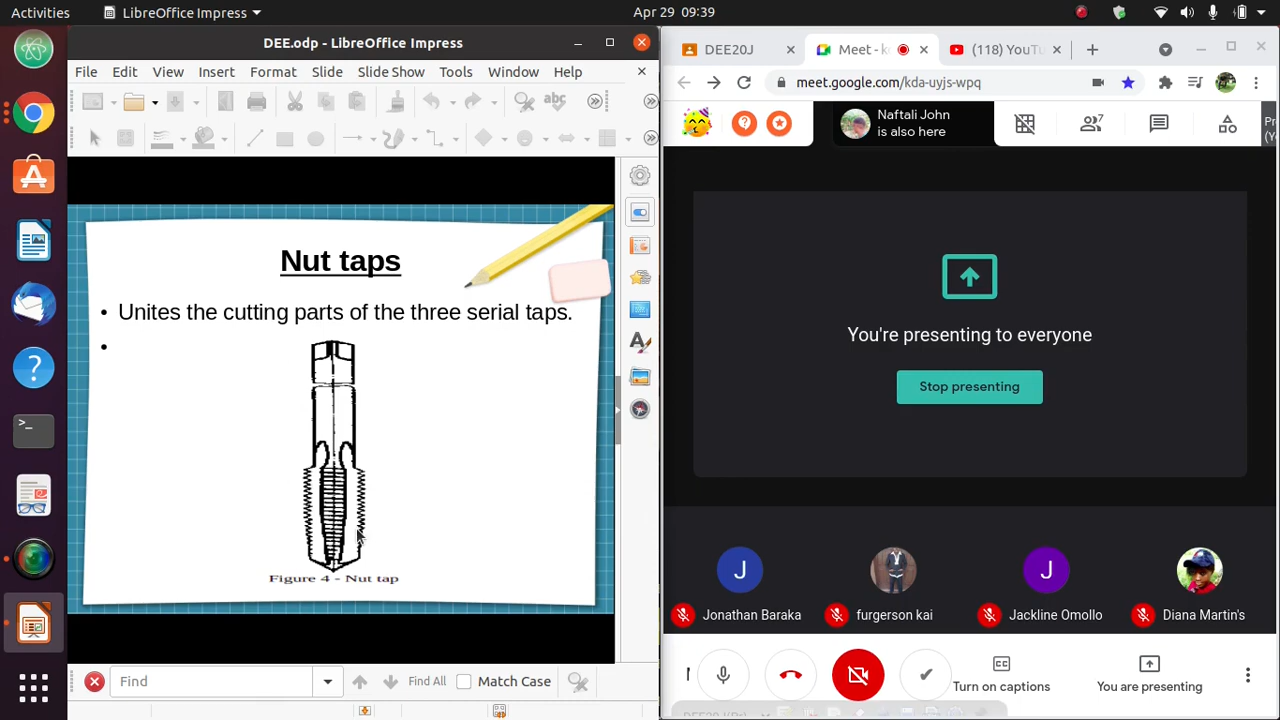 Activities
LibreOffice Impress
Apr 29 09:39
DEE.odp - LibreOffice Impress
File Edit View Insert Format Slide Slide Show Tools Window Help
Nut taps
• Unites the cutting parts of the three serial taps.
•
Figure 4 - Nut tap
Find
Find All
Match Case
DEE20J
Meet - k
(118) YouTu
meet.google.com/kda-uyjs-wpq
Naftali John
is also here
7
You're presenting to everyone
Stop presenting
J
Jonathan Baraka
furgerson kai
J
Jackline Omollo
Diana Martin's
Turn on captions
You are presenting